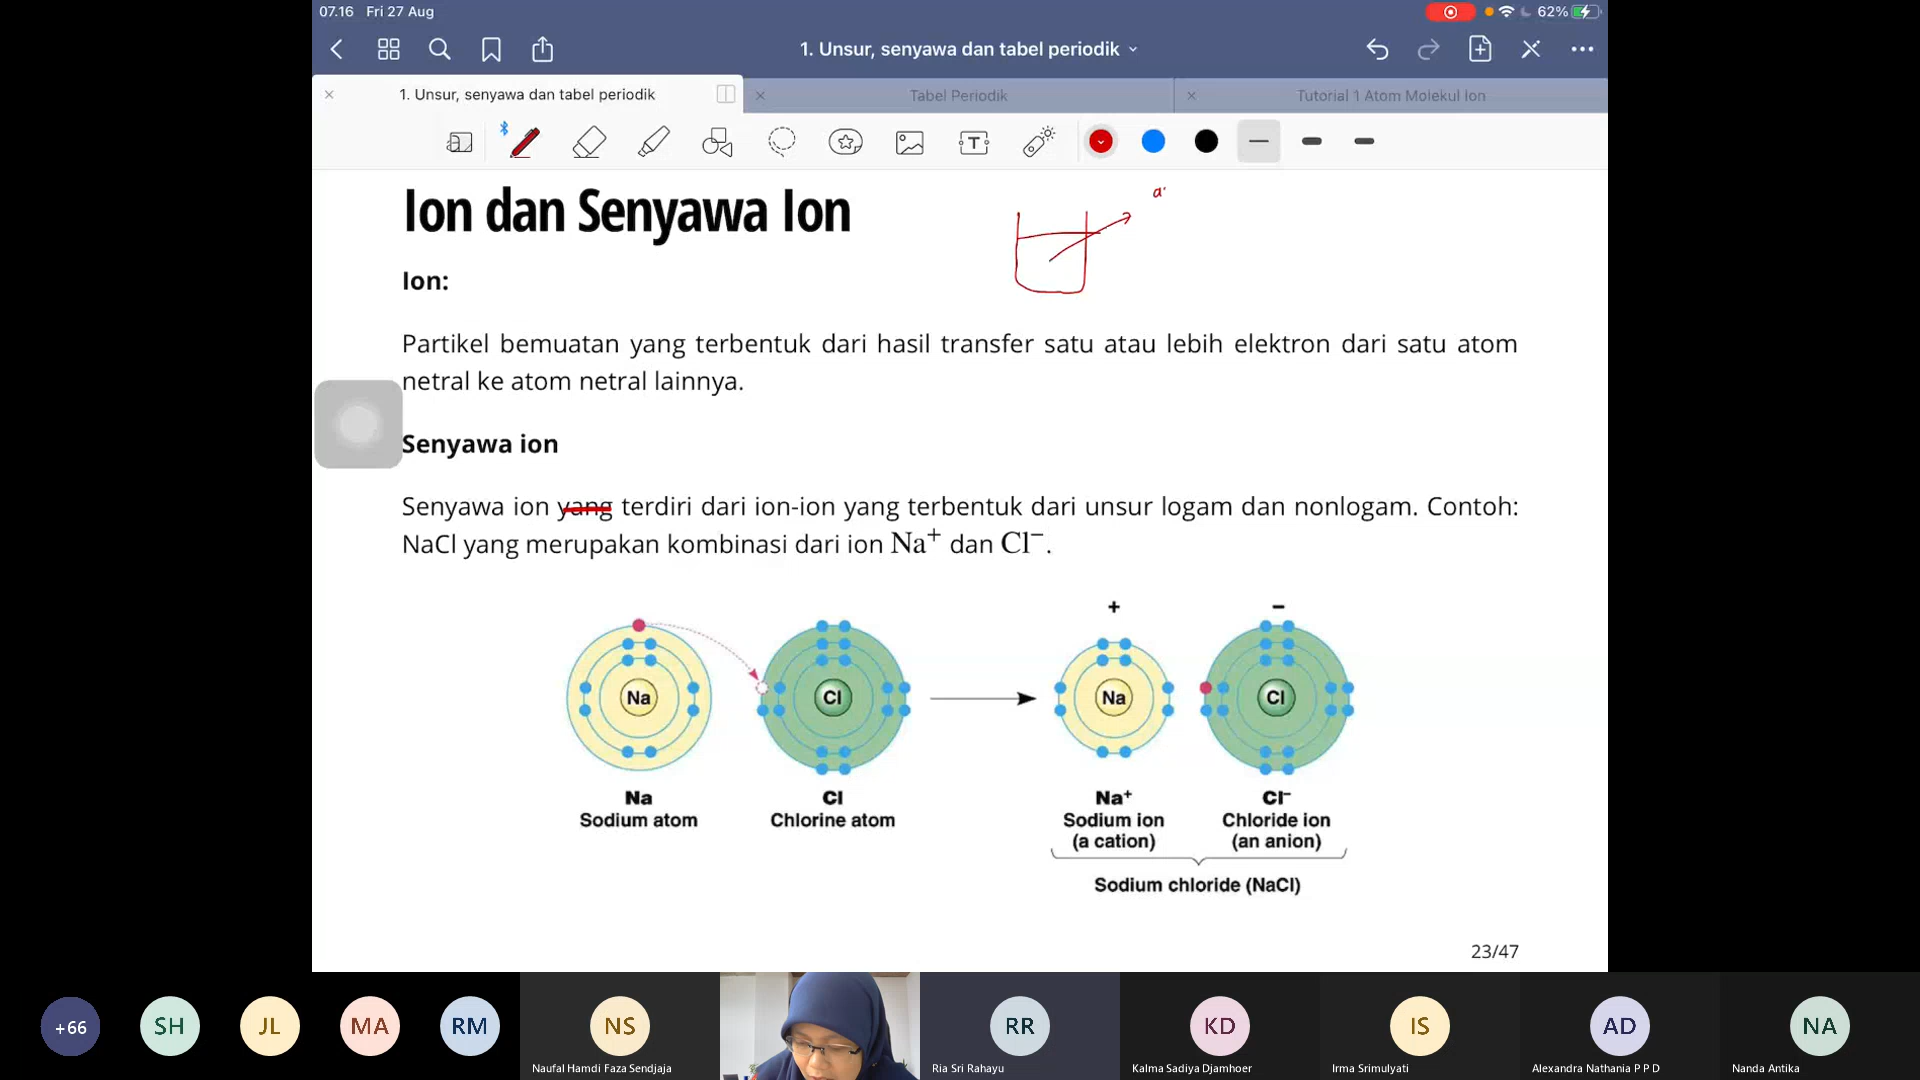 07.16 Fri 27 Aug
62%
1. Unsur, senyawa dan tabel periodik
1. Unsur, senyawa dan tabel periodik
Tabel Periodik
Tutorial 1 Atom Molekul Ion
Ion dan Senyawa Ion
a
Ion:
Partikel bemuatan yang terbentuk dari hasil transfer satu atau lebih elektron dari satu atom
netral ke atom netral lainnya.
Senyawa ion
Senyawa ion yang terdiri dari ion-ion yang terbentuk dari unsur logam dan nonlogam. Contoh:
NaCl yang merupakan kombinasi dari ion Na⁺ dan Cl⁻.
+ −
Na Cl Na Cl
Na Cl Na⁺ Cl⁻
Sodium atom Chlorine atom Sodium ion Chloride ion
(a cation) (an anion)
Sodium chloride (NaCl)
23/47
+66 SH JL MA RM NS RR KD IS AD NA
Naufal Hamdi Faza Sendjaja Ria Sri Rahayu Kalma Sadiya Djamhoer Irma Srimulyati Alexandra Nathania P P D Nanda Antika